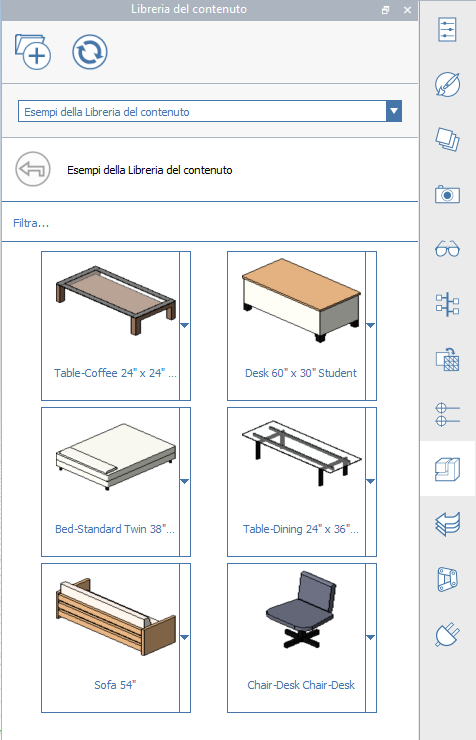 Libreria del contenuto
Esempi della Libreria del contenuto
Esempi della Libreria del contenuto
Filtra...
Table-Coffee 24" x 24" ...
Desk 60" x 30" Student
Bed-Standard Twin 38"...
Table-Dining 24" x 36"...
Sofa 54"
Chair-Desk Chair-Desk